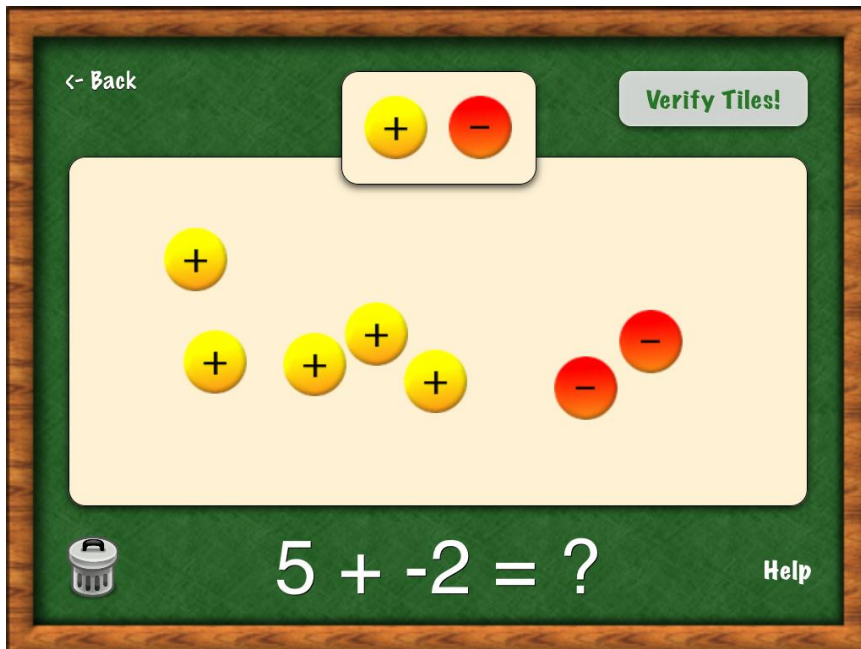 <- Back
+ -
Verify Tiles!
+
+
+
+
+
-
-
5 + -2 = ?
Help